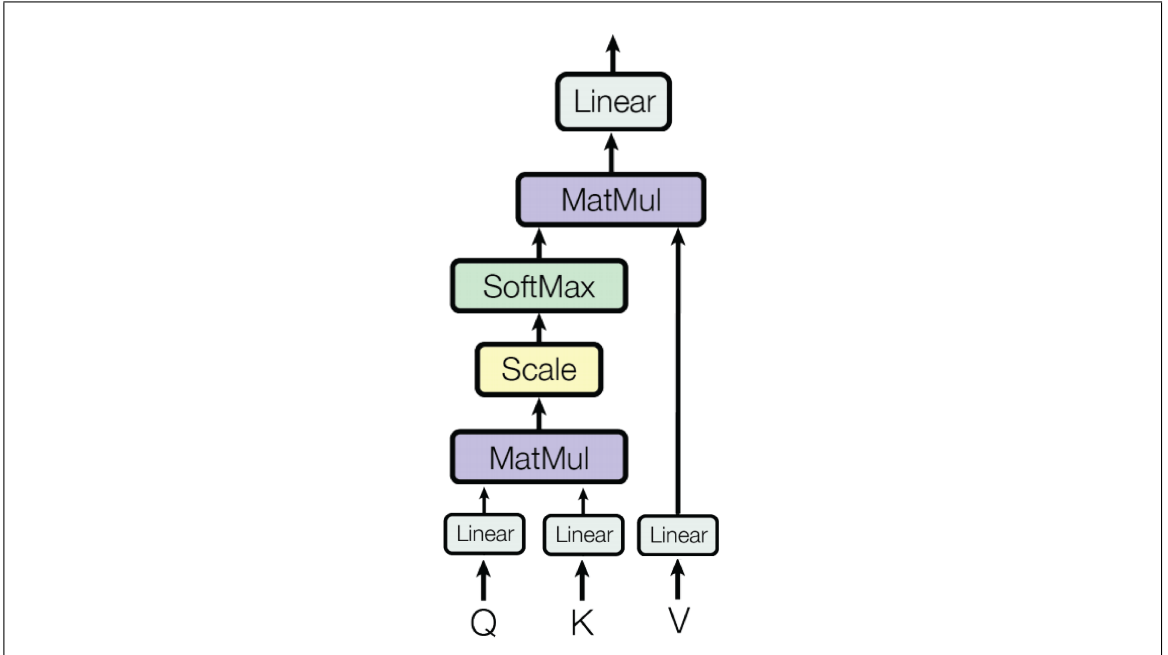 Linear
MatMul
SoftMax
Scale
MatMul
Linear Linear Linear
Q K V